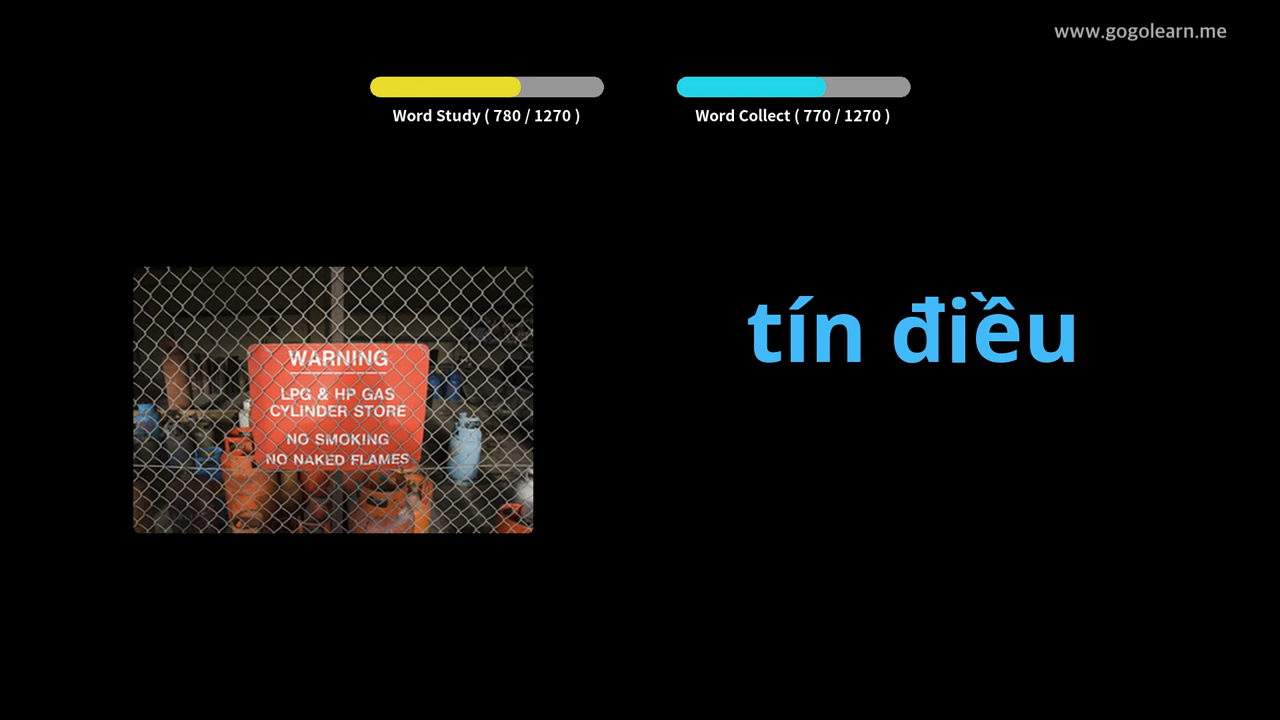 www.gogolearn.me
Word Study ( 780 / 1270 )
Word Collect ( 770 / 1270 )
WARNING
LPG & HP GAS
CYLINDER STORE
NO SMOKING
NO NAKED FLAMES
tín điều